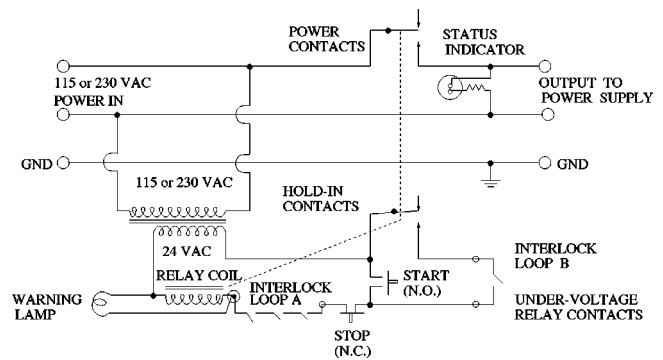 POWER
CONTACTS
STATUS
INDICATOR
115 or 230 VAC
POWER IN
OUTPUT TO
POWER SUPPLY
GND
GND
115 or 230 VAC
HOLD-IN
CONTACTS
24 VAC
RELAY COIL
INTERLOCK
LOOP A
START
(N.O.)
INTERLOCK
LOOP B
WARNING
LAMP
UNDER-VOLTAGE
RELAY CONTACTS
STOP
(N.C.)